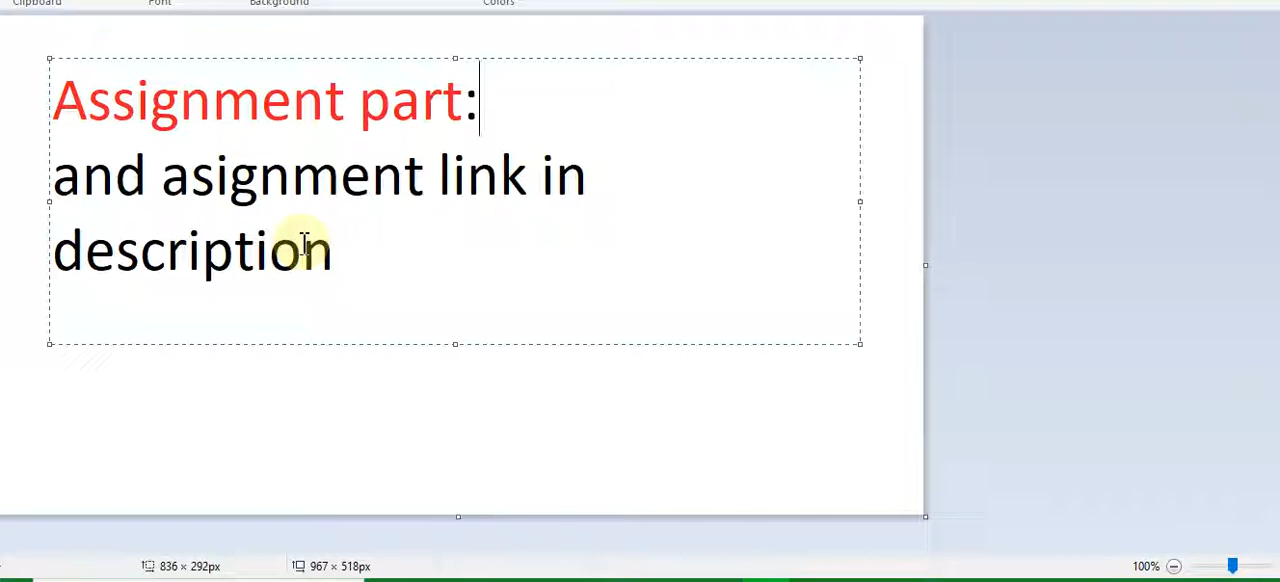 Clipboard Font Background Colors
Assignment part:
and asignment link in
description
836 × 292px 967 × 518px 100%